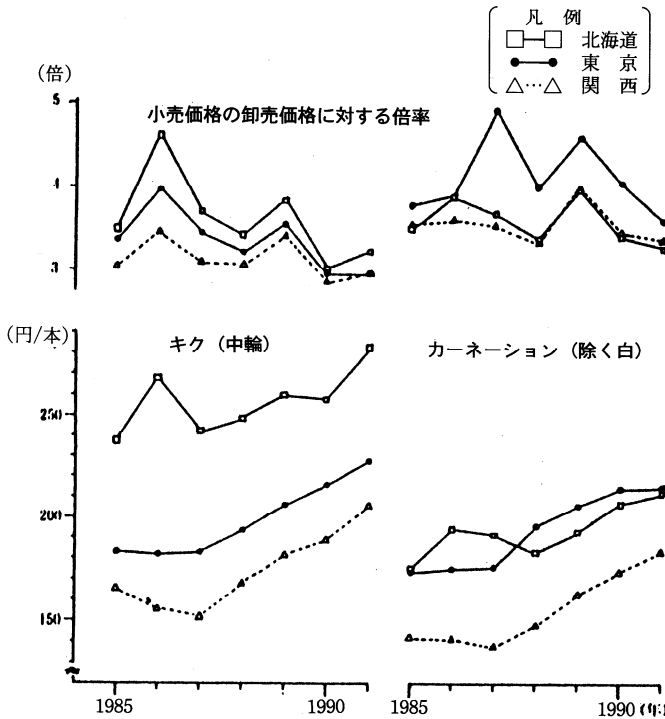 凡 例
北海道
東 京
関 西
(倍)
5
小売価格の卸売価格に対する倍率
4
3
(円/本)
キク（中輪）
カーネーション（除く白）
250
200
150
1985
1990
1985
1990